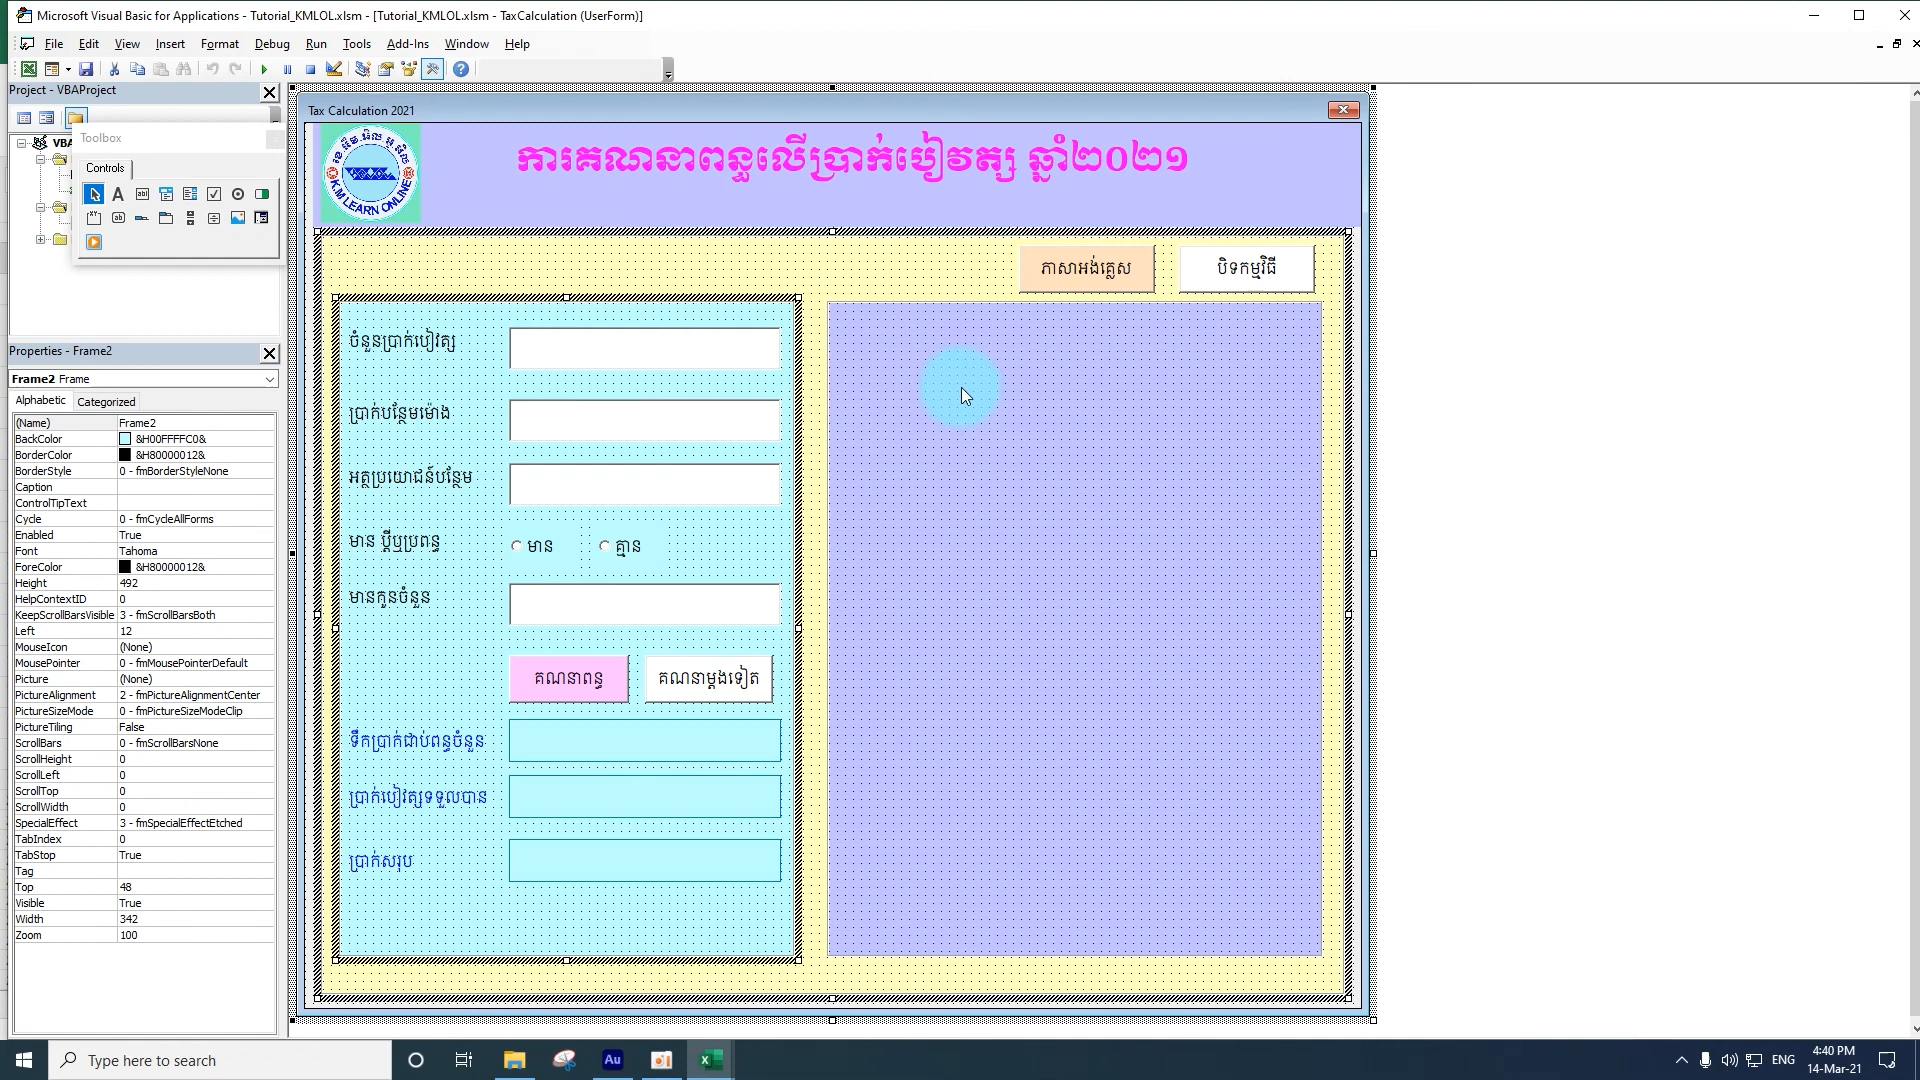 Microsoft Visual Basic for Applications - Tutorial_KMLOL.xlsm - [Tutorial_KMLOL.xlsm - TaxCalculation (UserForm)]
File Edit View Insert Format Debug Run Tools Add-Ins Window Help
Project - VBAProject
Toolbox
Controls
Properties - Frame2
Frame2 Frame
Alphabetic Categorized
(Name) Frame2
BackColor &H00FFFFC0&
BorderColor &H80000012&
BorderStyle 0 - fmBorderStyleNone
Caption
ControlTipText
Cycle 0 - fmCycleAllForms
Enabled True
Font Tahoma
ForeColor &H80000012&
Height 492
HelpContextID 0
KeepScrollBarsVisible 3 - fmScrollBarsBoth
Left 12
MouseIcon (None)
MousePointer 0 - fmMousePointerDefault
Picture (None)
PictureAlignment 2 - fmPictureAlignmentCenter
PictureSizeMode 0 - fmPictureSizeModeClip
PictureTiling False
ScrollBars 0 - fmScrollBarsNone
ScrollHeight 0
ScrollLeft 0
ScrollTop 0
ScrollWidth 0
SpecialEffect 3 - fmSpecialEffectEtched
TabIndex 0
TabStop True
Tag
Top 48
Visible True
Width 342
Zoom 100
Tax Calculation 2021
K.M LEARN ONLINE
ការគណនាពន្ធលើប្រាក់បៀវត្ស ឆ្នាំ២០២១
ភាសាអង់គ្លេស បិទកម្មវិធី
ចំនួនប្រាក់បៀវត្ស
ប្រាក់បន្ថែមម៉ោង
អត្ថប្រយោជន៍បន្ថែម
មាន ប្តីឬប្រពន្ធ មាន គ្មាន
មានកូនចំនួន
គណនាពន្ធ គណនាម្តងទៀត
ទឹកប្រាក់ជាប់ពន្ធចំនួន
ប្រាក់បៀវត្សទទួលបាន
ប្រាក់សរុប
Type here to search
Au
ENG
4:40 PM
14-Mar-21